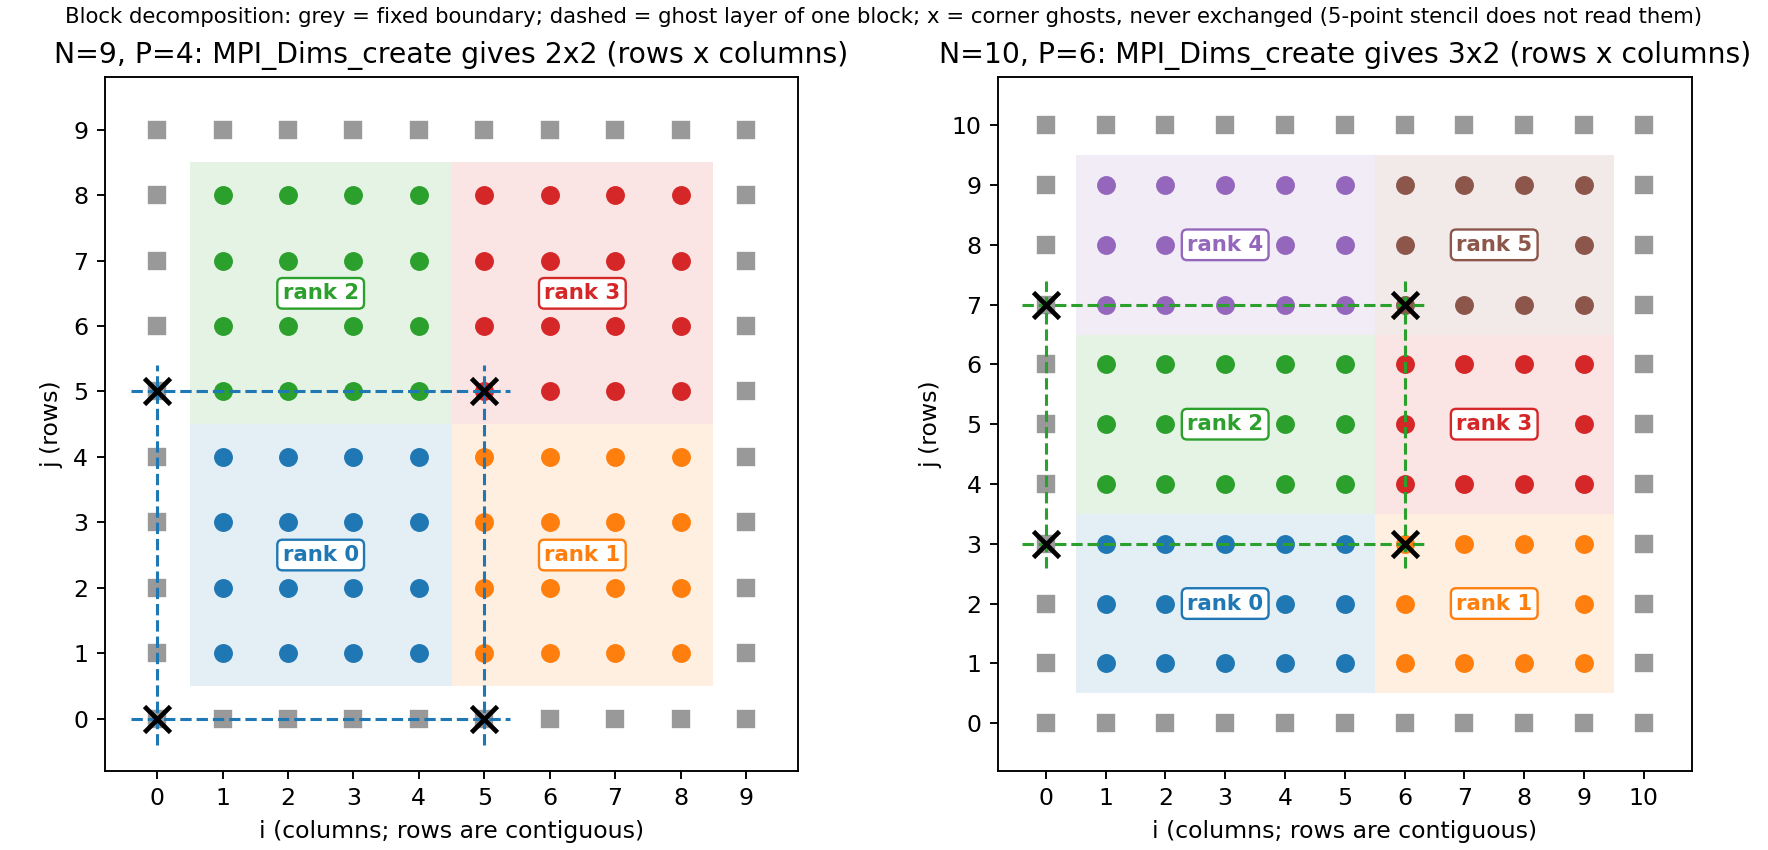 Block decomposition: grey = fixed boundary; dashed = ghost layer of one block; x = corner ghosts, never exchanged (5-point stencil does not read them)
N=9, P=4: MPI_Dims_create gives 2x2 (rows x columns)
9
8
7
6
5
4
3
2
1
0
j (rows)
rank 2
rank 3
rank 0
rank 1
0 1 2 3 4 5 6 7 8 9
i (columns; rows are contiguous)
N=10, P=6: MPI_Dims_create gives 3x2 (rows x columns)
10
9
8
7
6
5
4
3
2
1
0
j (rows)
rank 4
rank 5
rank 2
rank 3
rank 0
rank 1
0 1 2 3 4 5 6 7 8 9 10
i (columns; rows are contiguous)